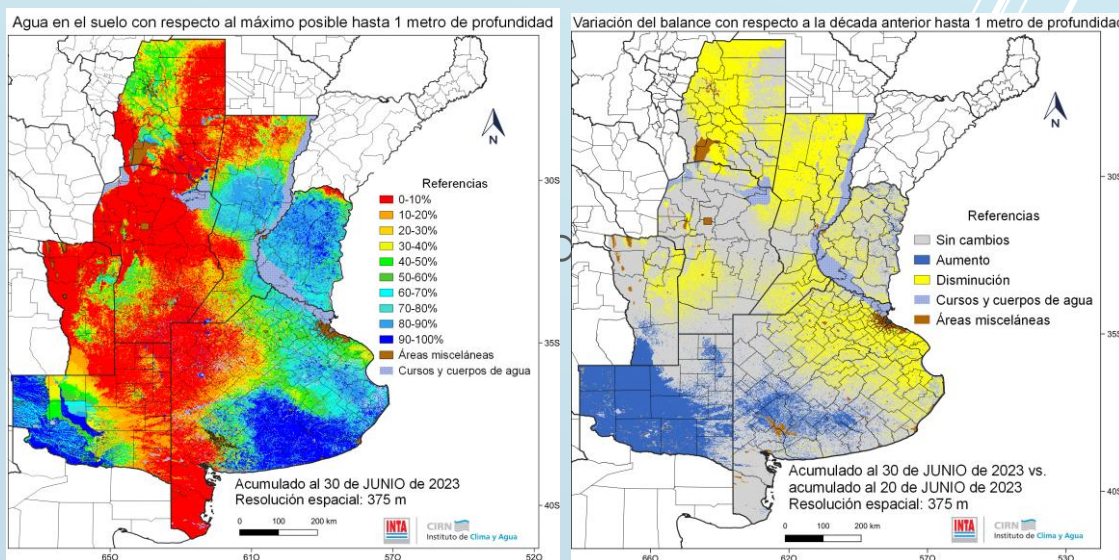 Agua en el suelo con respecto al máximo posible hasta 1 metro de profundidad
N
30S
Referencias
0-10%
10-20%
20-30%
30-40%
40-50%
50-60%
60-70%
70-80%
80-90%
90-100%
Áreas misceláneas
Cursos y cuerpos de agua
35S
Acumulado al 30 de JUNIO de 2023
Resolución espacial: 375 m
0 100 200 km
INTA
CIRN
Instituto de Clima y Agua
40S
65O 61O 57O 52O
Variación del balance con respecto a la década anterior hasta 1 metro de profundidad
N
30S
Referencias
Sin cambios
Aumento
Disminución
Cursos y cuerpos de agua
Áreas misceláneas
35S
Acumulado al 30 de JUNIO de 2023 vs.
acumulado al 20 de JUNIO de 2023
Resolución espacial: 375 m
0 100 200 km
INTA
CIRN
Instituto de Clima y Agua
40S
66O 62O 57O 53O